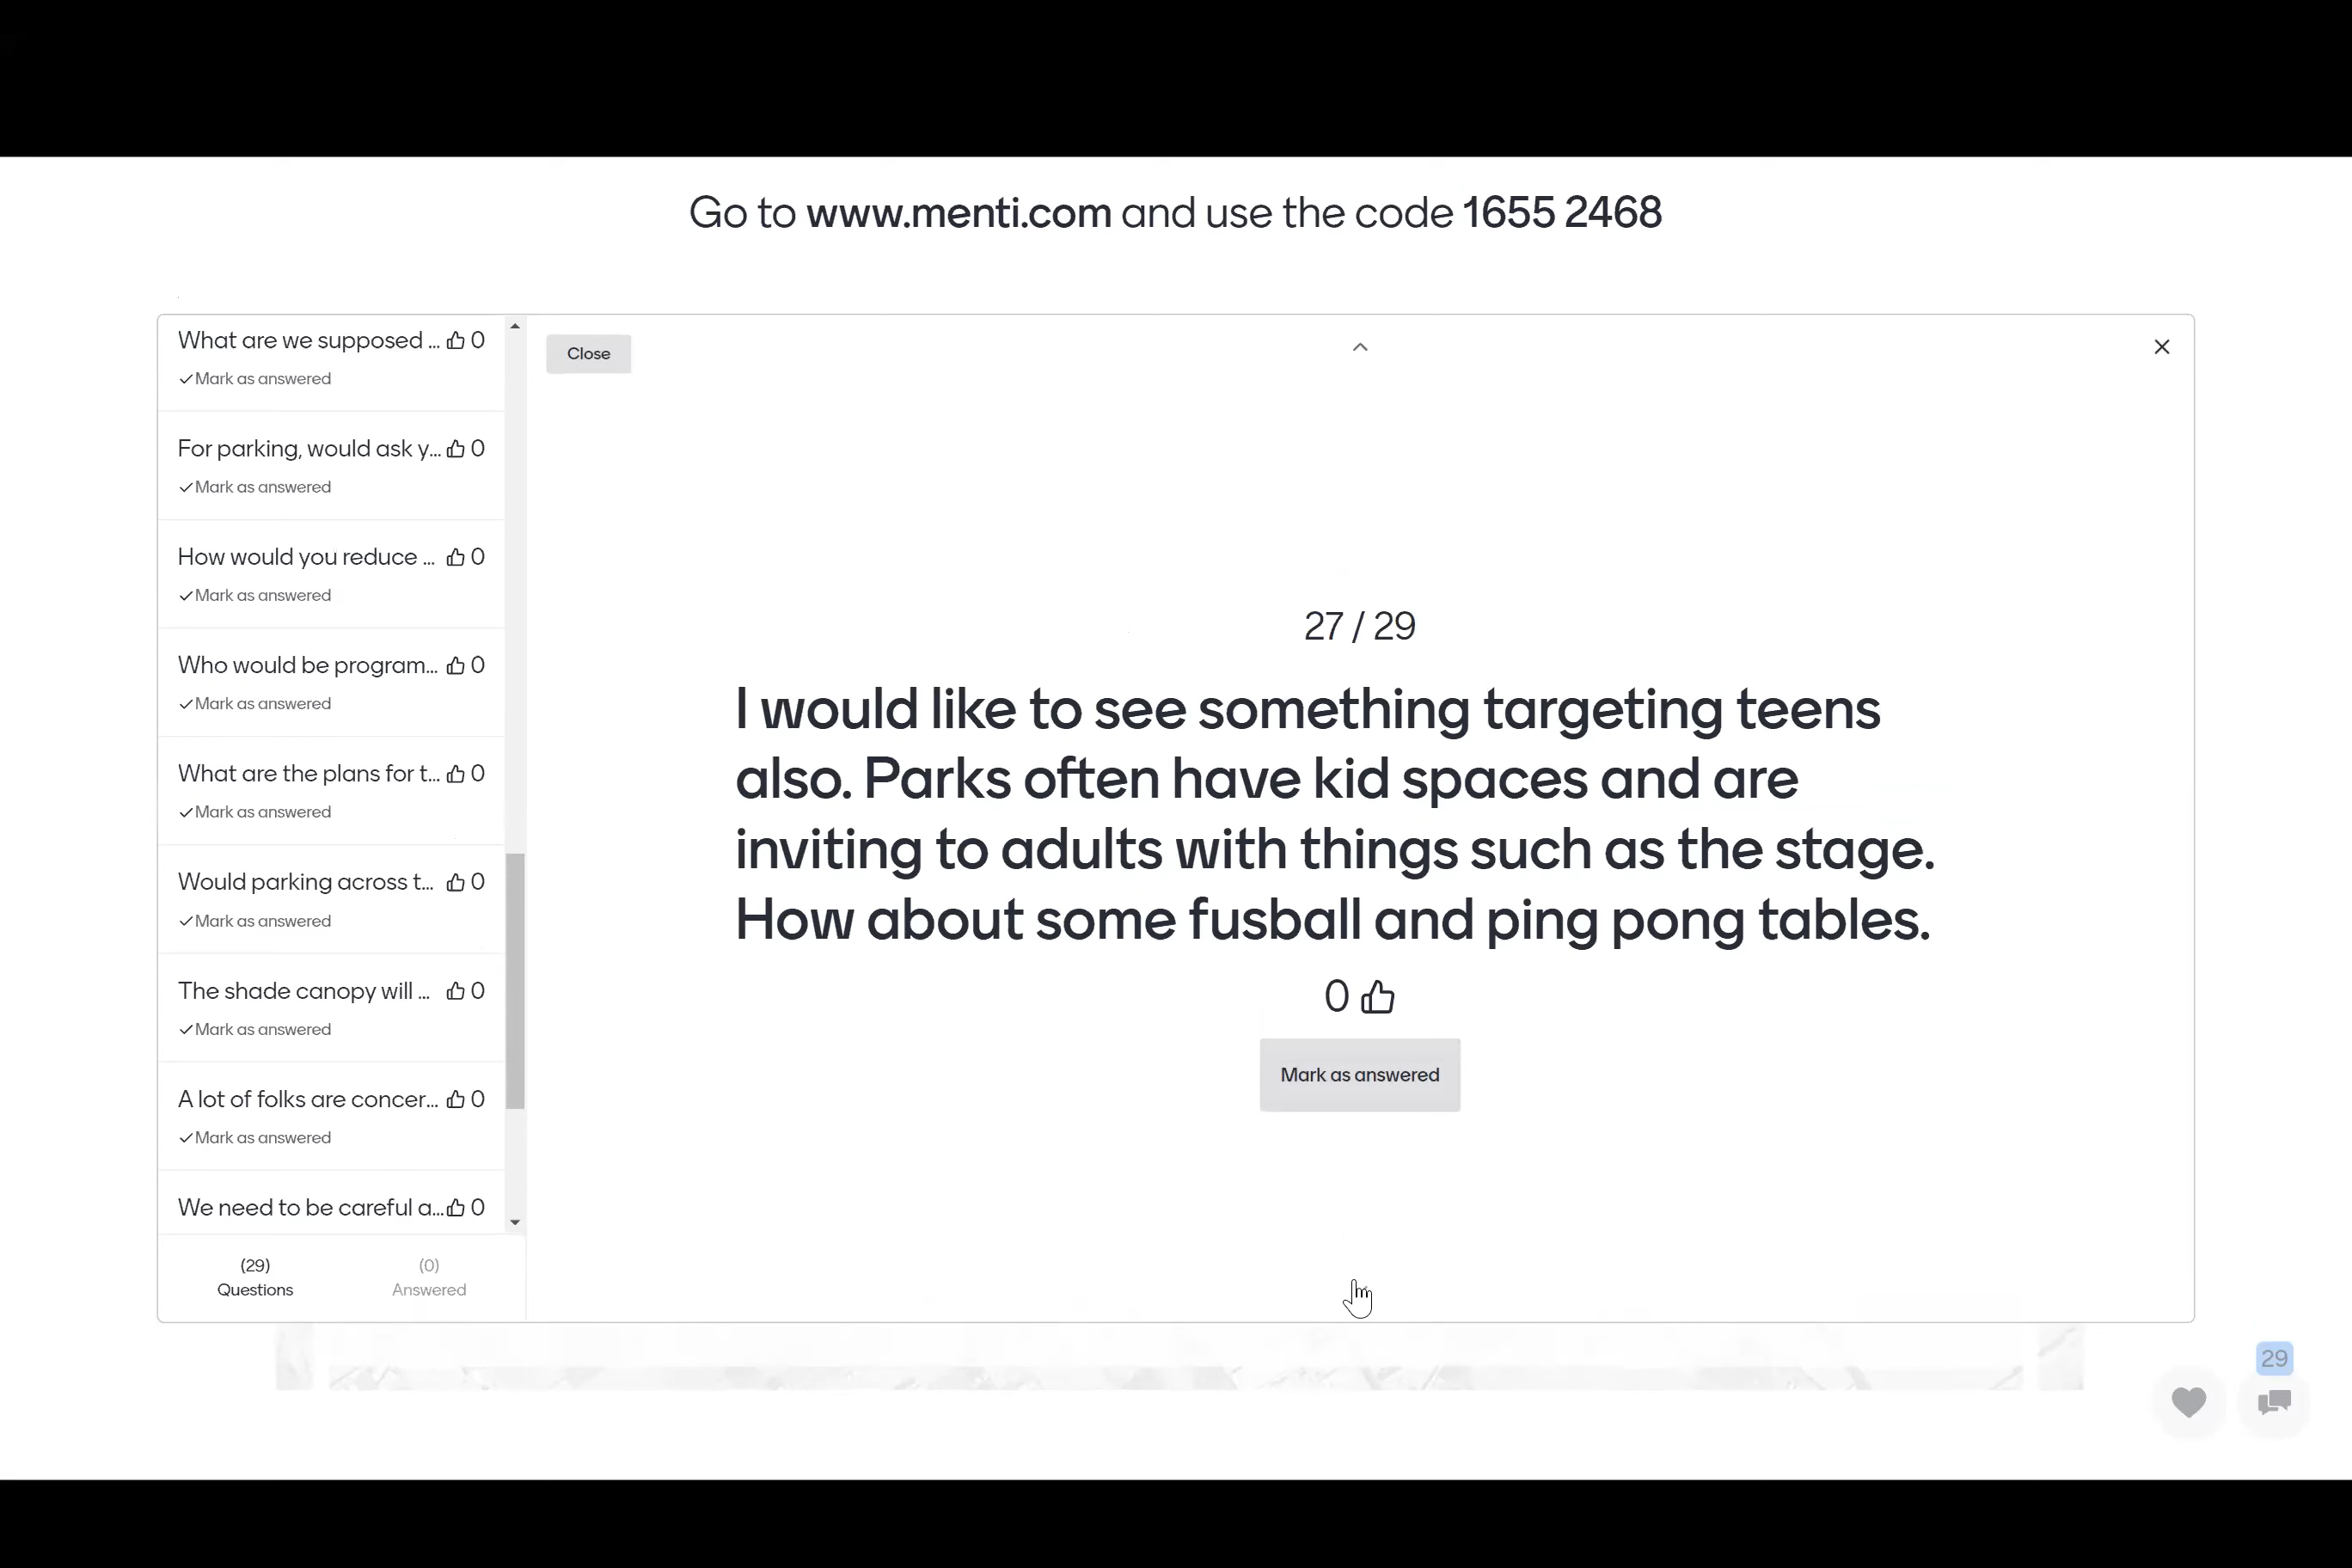 Go to www.menti.com and use the code 1655 2468
What are we supposed ... 0
Mark as answered
For parking, would ask y... 0
Mark as answered
How would you reduce ... 0
Mark as answered
Who would be program... 0
Mark as answered
What are the plans for t... 0
Mark as answered
Would parking across t... 0
Mark as answered
The shade canopy will ... 0
Mark as answered
A lot of folks are concer... 0
Mark as answered
We need to be careful a... 0
(29)
Questions
(0)
Answered
Close
27 / 29
I would like to see something targeting teens
also. Parks often have kid spaces and are
inviting to adults with things such as the stage.
How about some fusball and ping pong tables.
0
Mark as answered
29